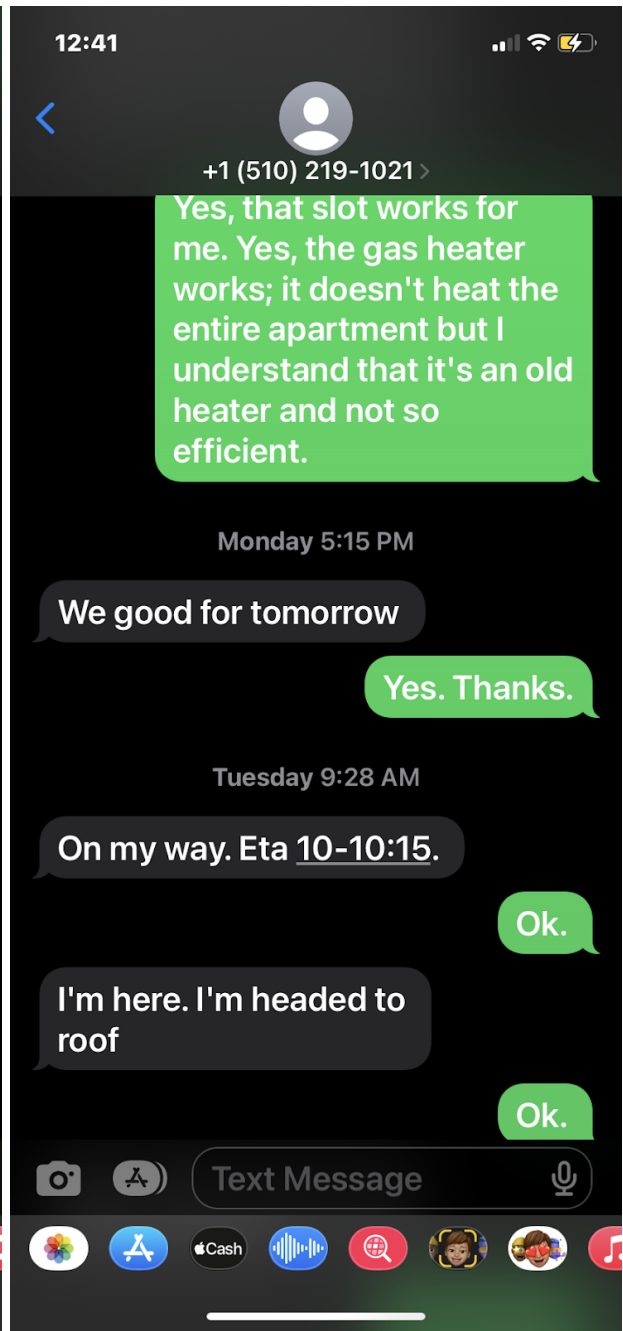 12:41
+1 (510) 219-1021
Yes, that slot works for
me. Yes, the gas heater
works; it doesn't heat the
entire apartment but I
understand that it's an old
heater and not so
efficient.
Monday 5:15 PM
We good for tomorrow
Yes. Thanks.
Tuesday 9:28 AM
On my way. Eta 10-10:15.
Ok.
I'm here. I'm headed to
roof
Ok.
Text Message
Cash